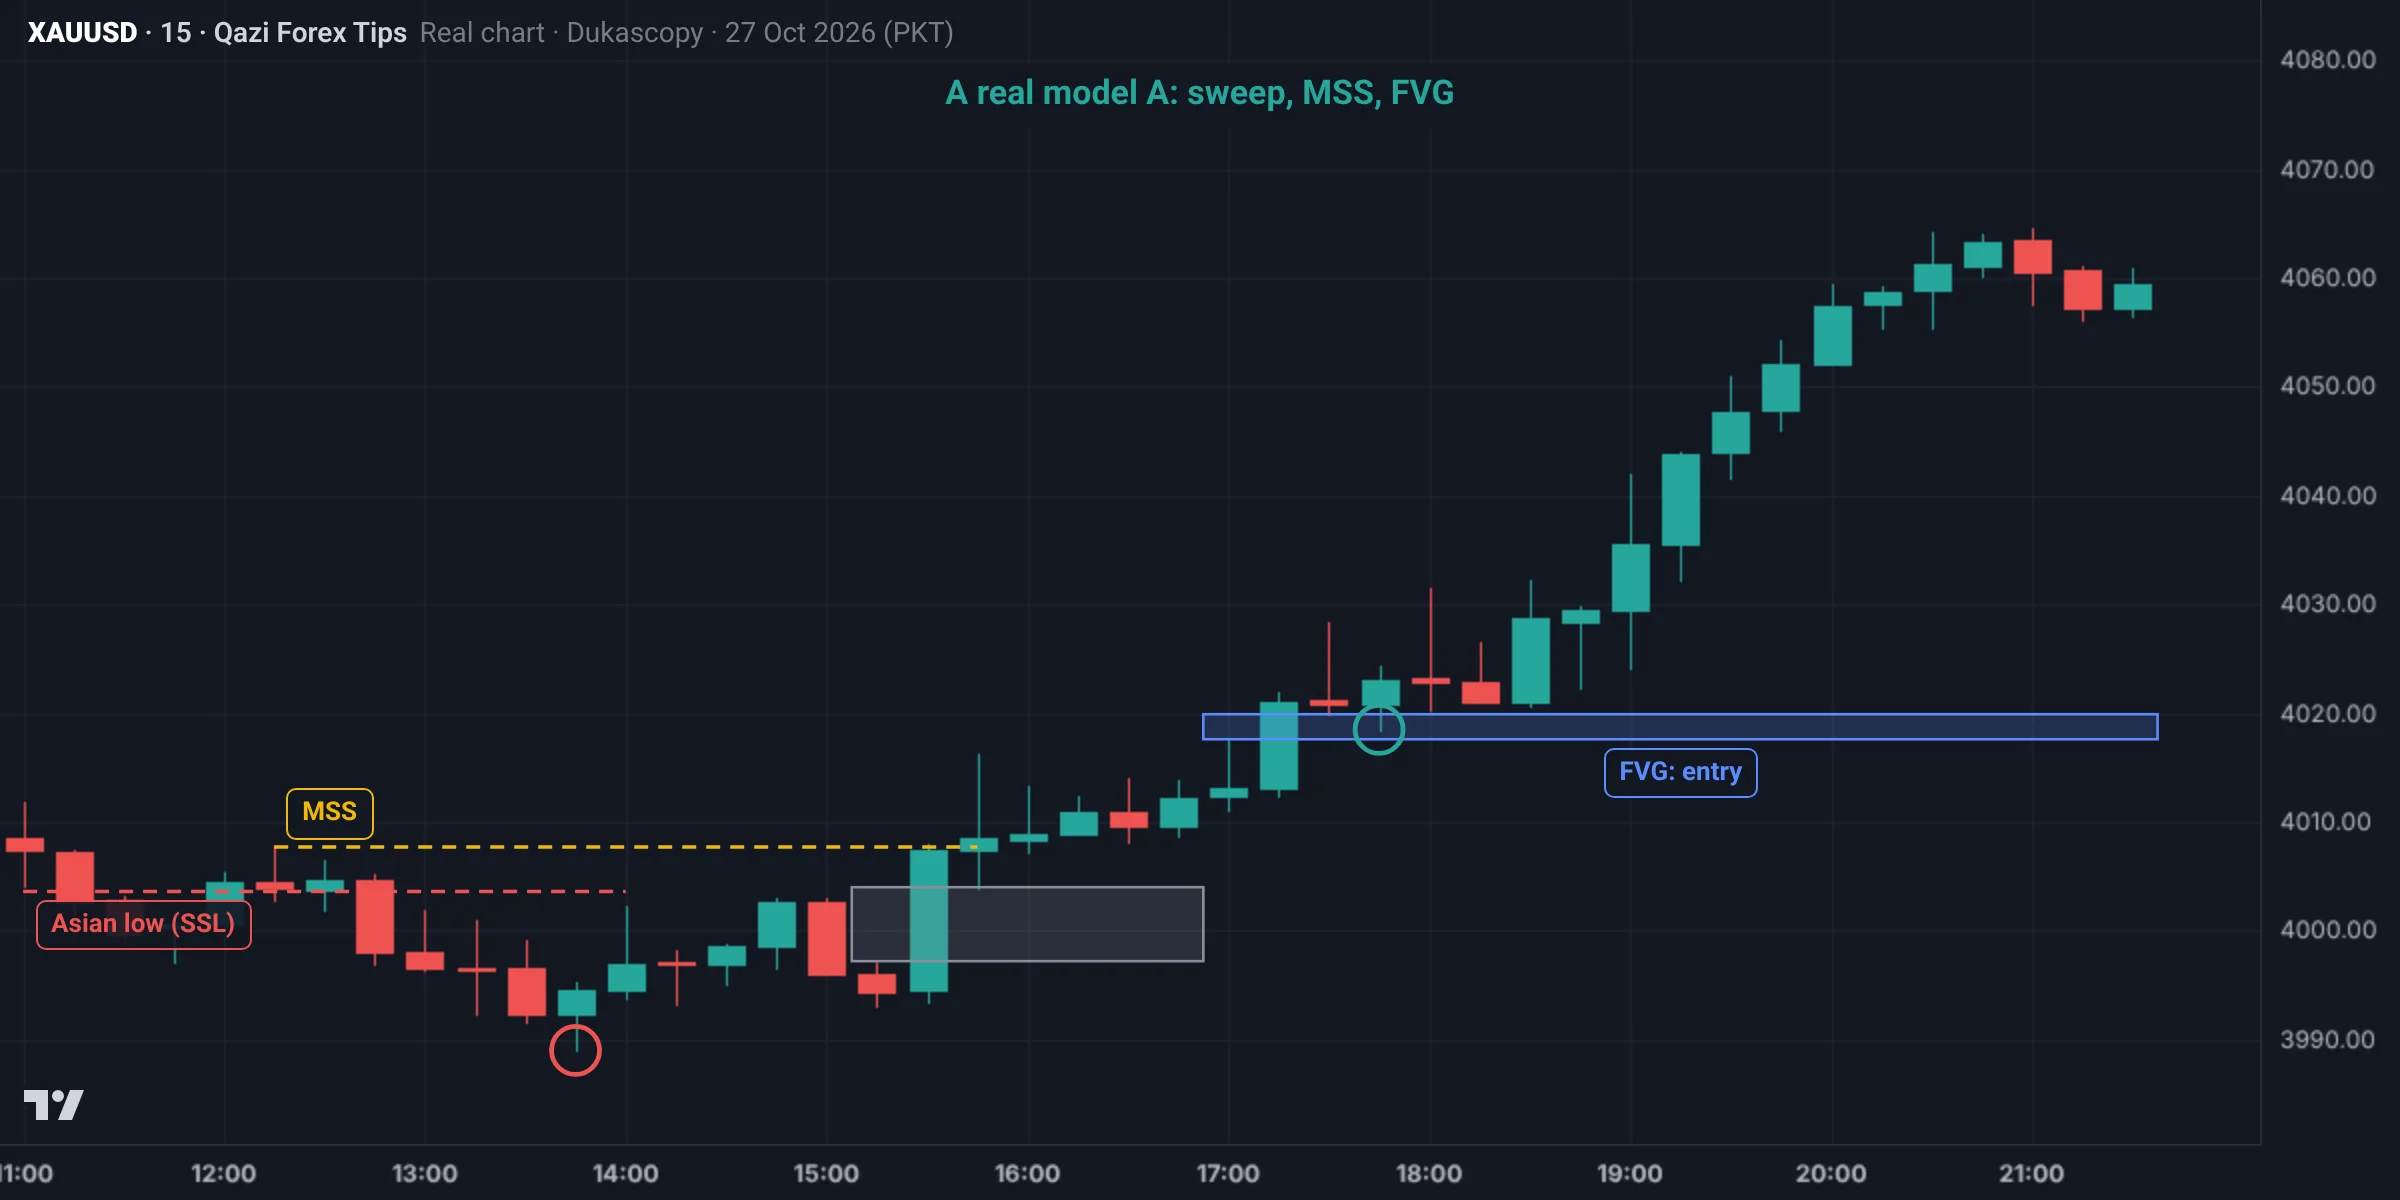 XAUUSD · 15 · Qazi Forex Tips Real chart · Dukascopy · 27 Oct 2026 (PKT)
A real model A: sweep, MSS, FVG
4080.00
4070.00
4060.00
4050.00
4040.00
4030.00
4020.00
FVG: entry
MSS
4010.00
Asian low (SSL)
4000.00
3990.00
11:00 12:00 13:00 14:00 15:00 16:00 17:00 18:00 19:00 20:00 21:00